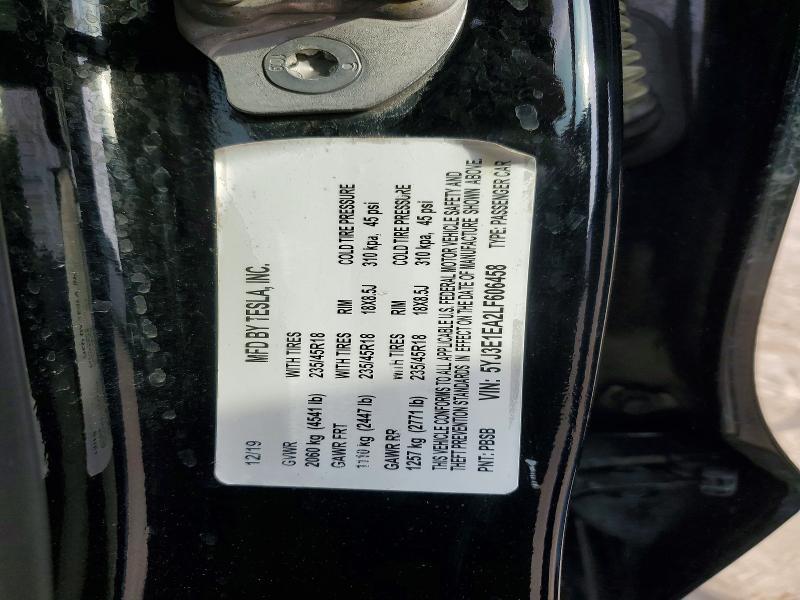 12/19 MFD BY TESLA, INC.
GVWR WITH TIRES
2060 kg (4541 lb) 235/45R18
GAWR FRT WITH TIRES RIM COLD TIRE PRESSURE
1110 kg (2447 lb) 235/45R18 18X8.5J 310 kpa, 45 psi
GAWR RR WITH TIRES RIM COLD TIRE PRESSURE
1257 kg (2771 lb) 235/45R18 18X8.5J 310 kpa, 45 psi
THIS VEHICLE CONFORMS TO ALL APPLICABLE U.S. FEDERAL MOTOR VEHICLE SAFETY AND
THEFT PREVENTION STANDARDS IN EFFECT ON THE DATE OF MANUFACTURE SHOWN ABOVE.
PNT: PBSB VIN: 5YJ3E1EA2LF606458 TYPE: PASSENGER CAR